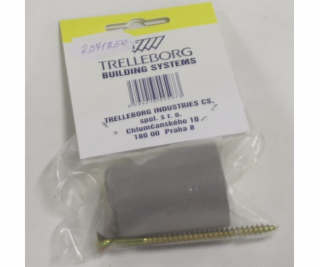 TRELLEBORG
BUILDING SYSTEMS
TRELLEBORG INDUSTRIES CS,
spol. s r. o.
Chlumčanského 10
180 00 Praha 8